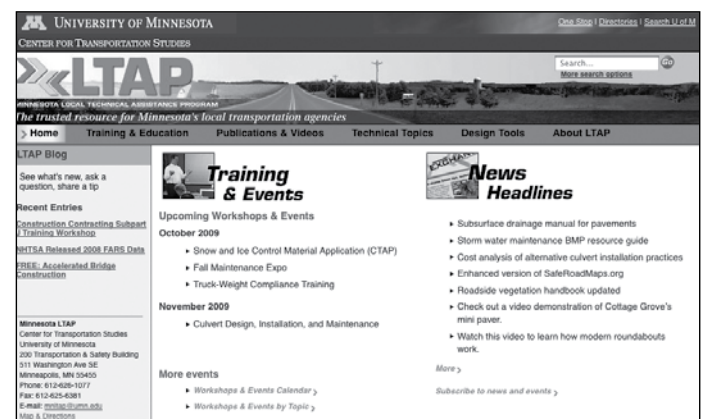 UNIVERSITY OF MINNESOTA
One Stop | Directories | Search U of M
CENTER FOR TRANSPORTATION STUDIES
LTAP
Search...
Go
More search options
MINNESOTA LOCAL TECHNICAL ASSISTANCE PROGRAM
The trusted resource for Minnesota's local transportation agencies
Home
Training & Education
Publications & Videos
Technical Topics
Design Tools
About LTAP
LTAP Blog
See what's new, ask a
question, share a tip
Recent Entries
Construction Contracting Subpart
J Training Workshop
NHTSA Released 2008 FARS Data
FREE: Accelerated Bridge
Construction
Minnesota LTAP
Center for Transportation Studies
University of Minnesota
200 Transportation & Safety Building
511 Washington Ave SE
Minneapolis, MN 55455
Phone: 612-626-1077
Fax: 612-625-6381
E-mail: mnltap@umn.edu
Map & Directions
Training
& Events
Upcoming Workshops & Events
October 2009
Snow and Ice Control Material Application (CTAP)
Fall Maintenance Expo
Truck-Weight Compliance Training
November 2009
Culvert Design, Installation, and Maintenance
More events
Workshops & Events Calendar
Workshops & Events by Topic
EXCHANGE
News
Headlines
Subsurface drainage manual for pavements
Storm water maintenance BMP resource guide
Cost analysis of alternative culvert installation practices
Enhanced version of SafeRoadMaps.org
Roadside vegetation handbook updated
Check out a video demonstration of Cottage Grove's
mini paver.
Watch this video to learn how modern roundabouts
work.
More
Subscribe to news and events